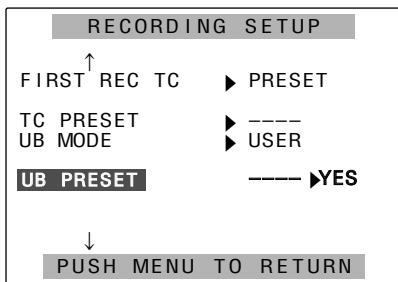 RECORDING SETUP
↑
FIRST REC TC ▶ PRESET
TC PRESET ▶ ----
UB MODE ▶ USER
UB PRESET ---- ▶YES
↓
PUSH MENU TO RETURN